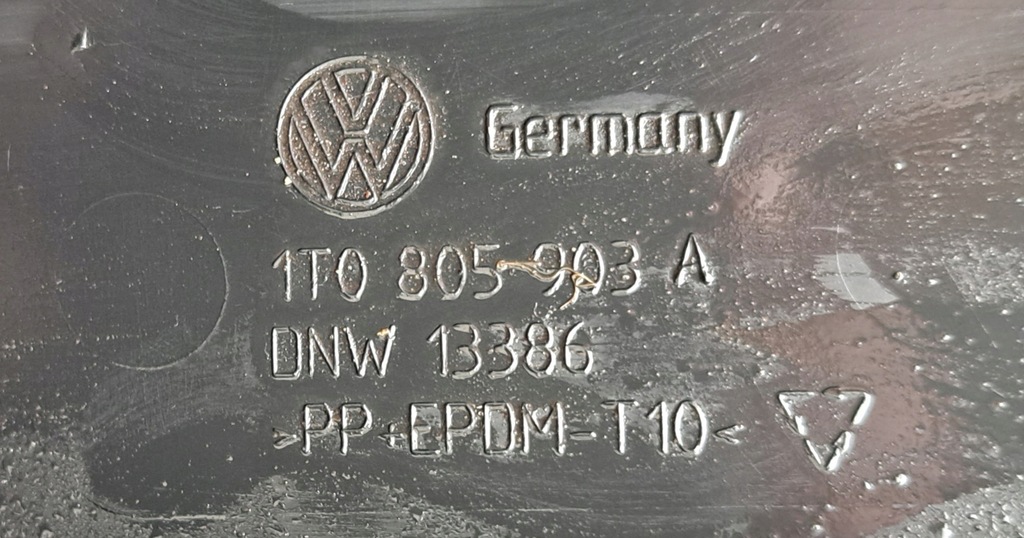 Germany
1T0 805 903 A
DNW 13386
>PP+EPDM-T10<